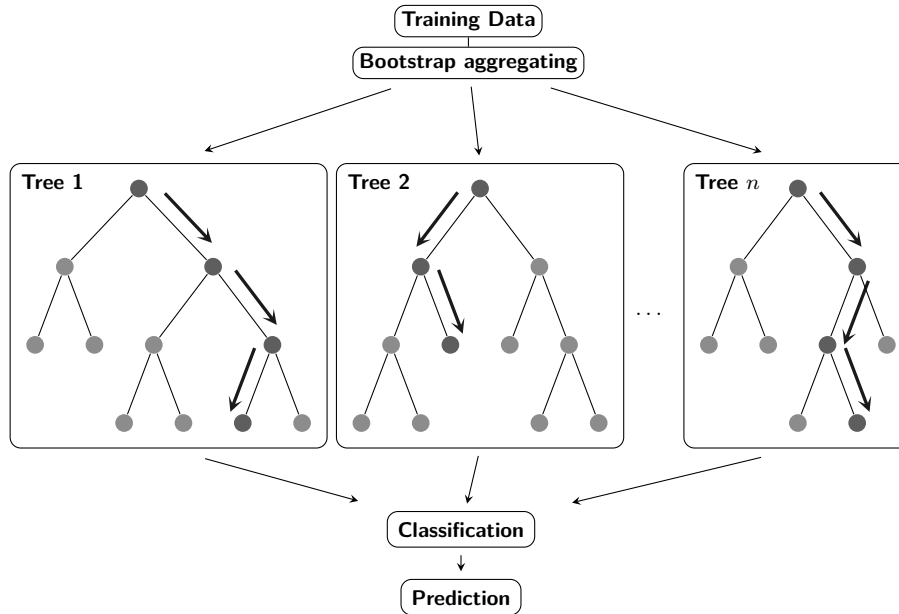 Training Data
Bootstrap aggregating
Tree 1
Tree 2
Tree n
...
Classification
Prediction